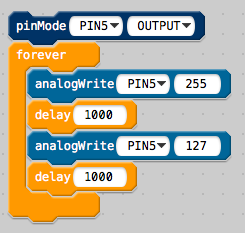 pinMode PIN5 OUTPUT
forever
analogWrite PIN5 255
delay 1000
analogWrite PIN5 127
delay 1000